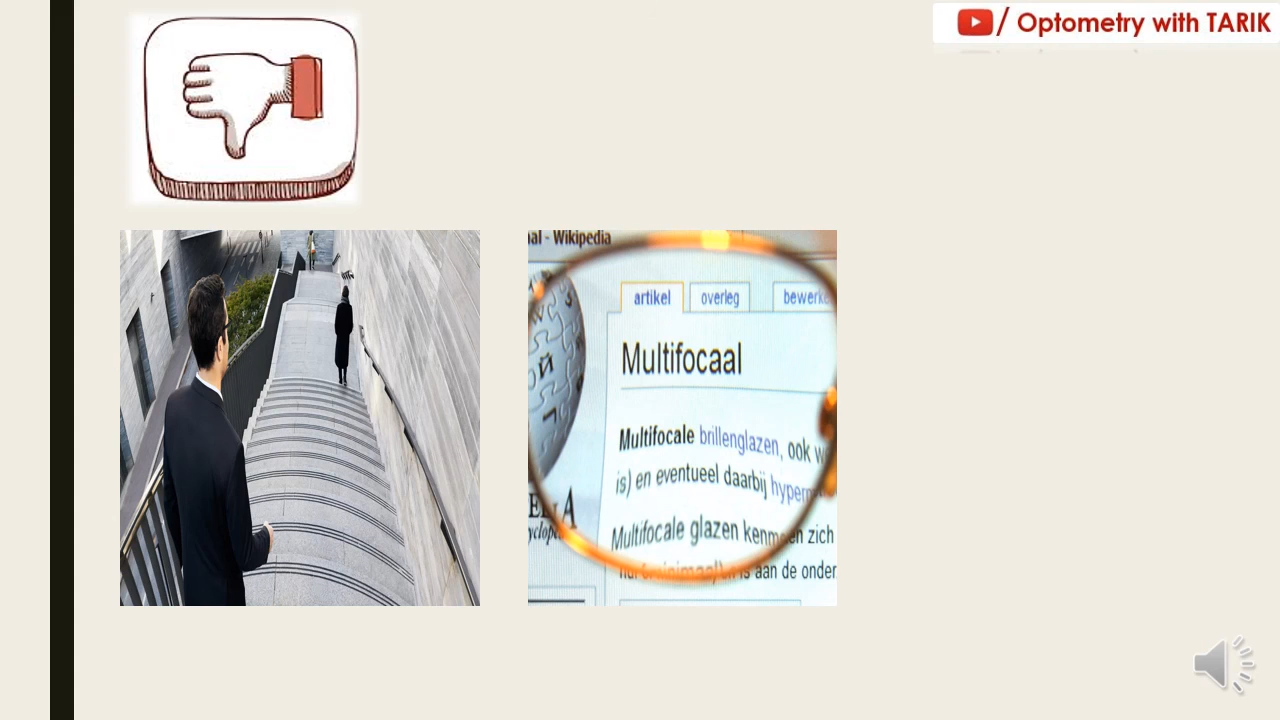 / Optometry with TARIK
al - Wikipedia
artikel overleg bewerk
Multifocaal
Multifocale brillenglazen, ook w
is) en eventueel daarbij hyperm
Multifocale glazen kenmerken zich
is aan de onder